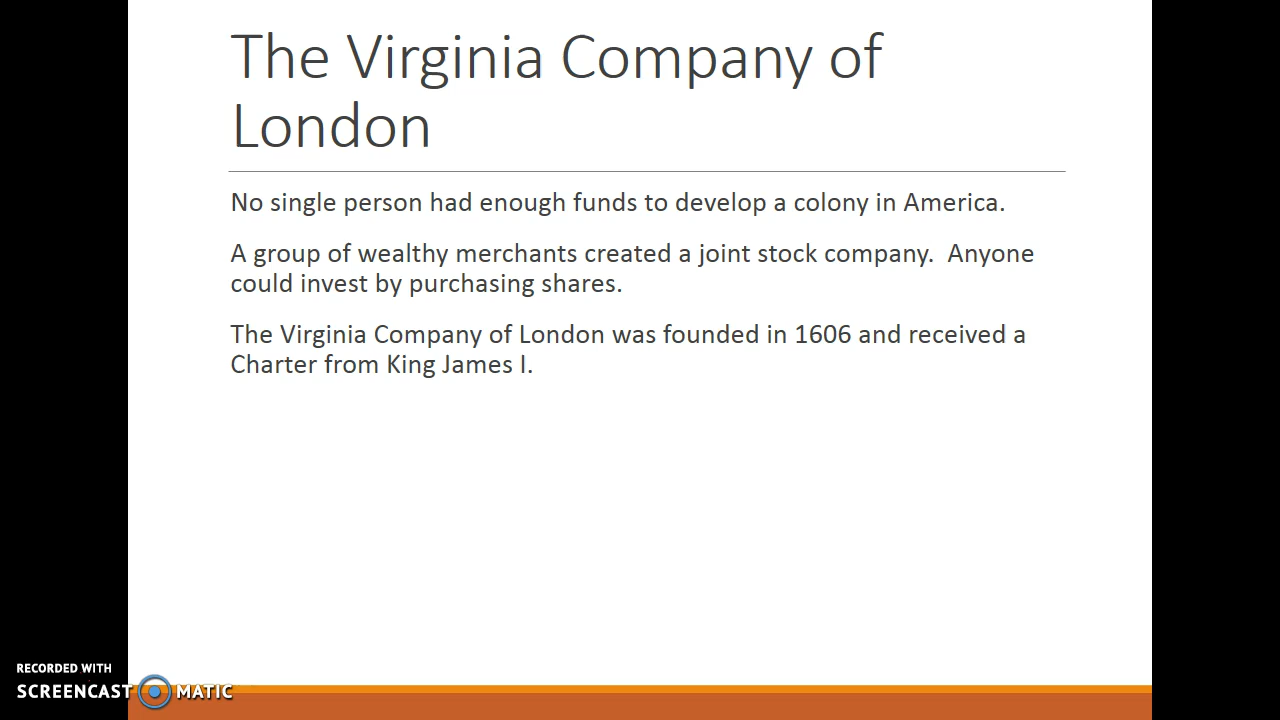 The Virginia Company of
London
No single person had enough funds to develop a colony in America.
A group of wealthy merchants created a joint stock company.  Anyone
could invest by purchasing shares.
The Virginia Company of London was founded in 1606 and received a
Charter from King James I.
RECORDED WITH
SCREENCAST MATIC